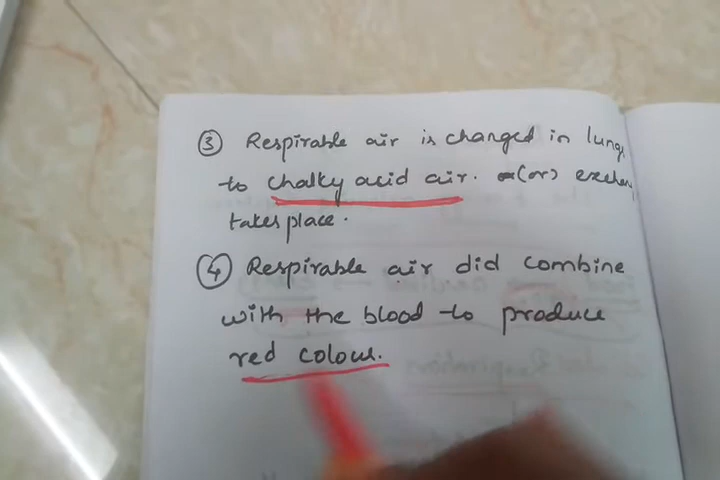 ③ Respirable air is changed in lungs
to chalky acid air. (or) exchang
takes place.
④ Respirable air did combine
with the blood to produce
red colour.